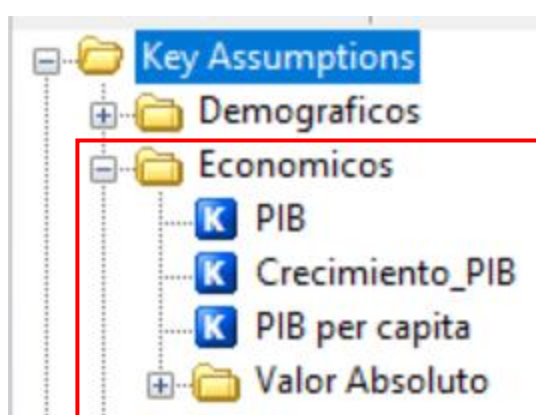 Key Assumptions
Demograficos
Economicos
K PIB
K Crecimiento_PIB
K PIB per capita
Valor Absoluto